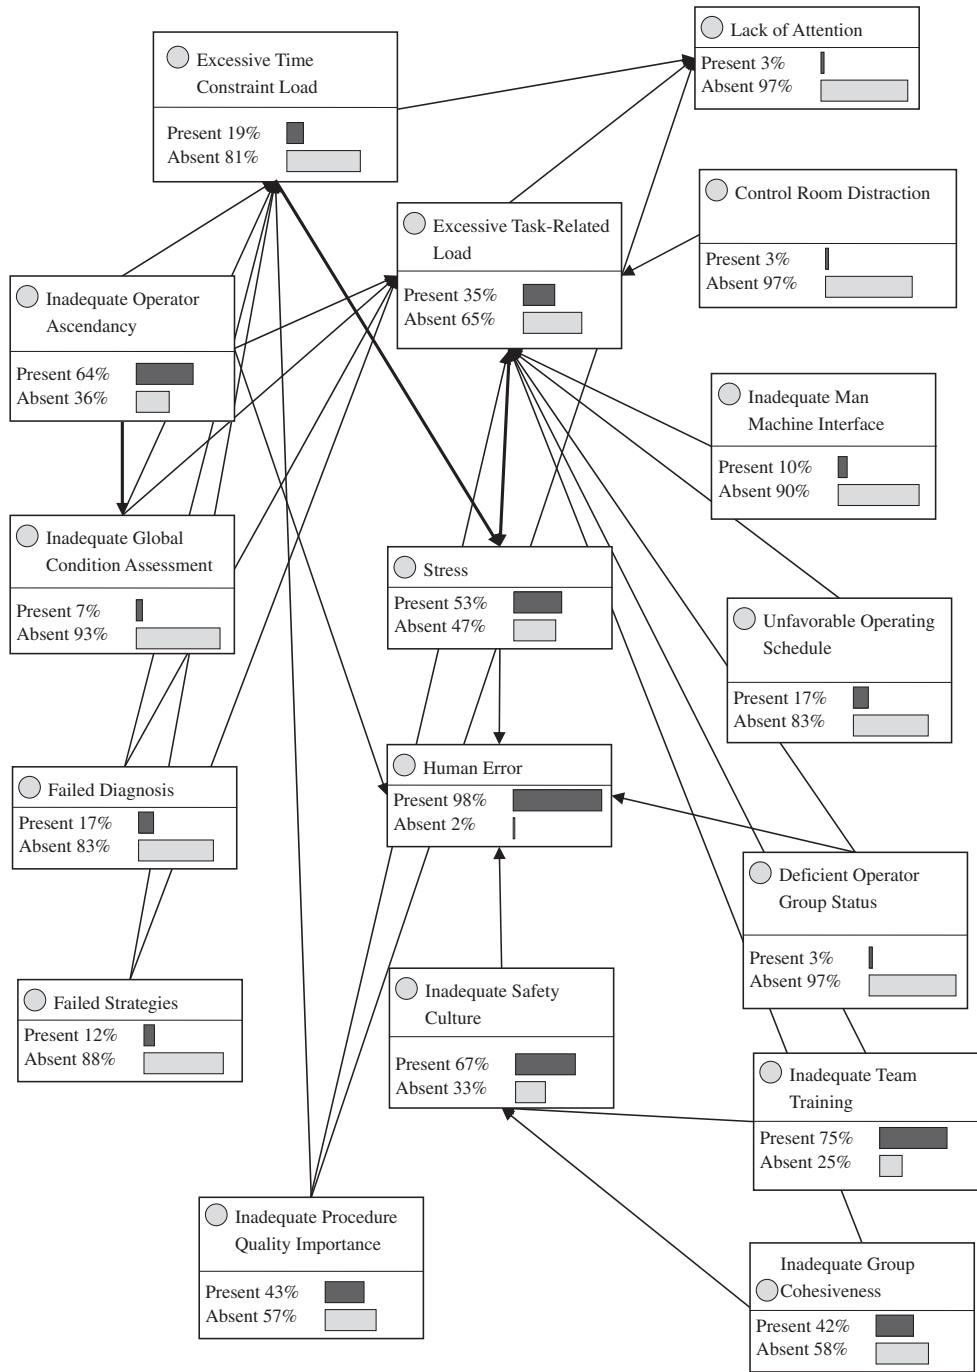 Lack of Attention
Present 3%
Absent 97%
Excessive Time
Constraint Load
Present 19%
Absent 81%
Control Room Distraction
Present 3%
Absent 97%
Excessive Task-Related
Load
Present 35%
Absent 65%
Inadequate Operator
Ascendancy
Present 64%
Absent 36%
Inadequate Man
Machine Interface
Present 10%
Absent 90%
Inadequate Global
Condition Assessment
Present 7%
Absent 93%
Stress
Present 53%
Absent 47%
Unfavorable Operating
Schedule
Present 17%
Absent 83%
Failed Diagnosis
Present 17%
Absent 83%
Human Error
Present 98%
Absent 2%
Deficient Operator
Group Status
Present 3%
Absent 97%
Failed Strategies
Present 12%
Absent 88%
Inadequate Safety
Culture
Present 67%
Absent 33%
Inadequate Team
Training
Present 75%
Absent 25%
Inadequate Procedure
Quality Importance
Present 43%
Absent 57%
Inadequate Group
Cohesiveness
Present 42%
Absent 58%